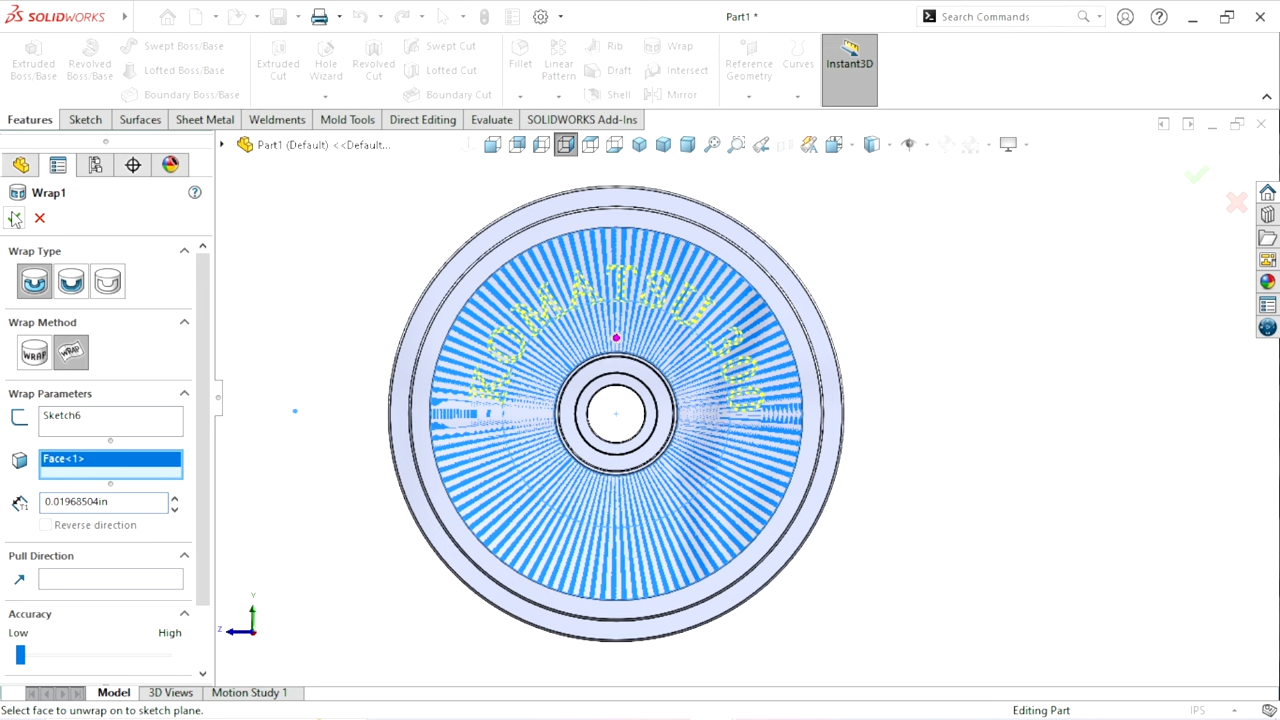 SOLIDWORKS
Part1 *
Search Commands
Extruded Boss/Base
Revolved Boss/Base
Swept Boss/Base
Lofted Boss/Base
Boundary Boss/Base
Extruded Cut
Hole Wizard
Revolved Cut
Swept Cut
Lofted Cut
Boundary Cut
Fillet
Linear Pattern
Rib
Draft
Shell
Wrap
Intersect
Mirror
Reference Geometry
Curves
Instant3D
Features
Sketch
Surfaces
Sheet Metal
Weldments
Mold Tools
Direct Editing
Evaluate
SOLIDWORKS Add-Ins
Part1 (Default) <<Default...
Wrap1
Wrap Type
Wrap Method
WRAP
WRAP
Wrap Parameters
Sketch6
Face<1>
0.01968504in
Reverse direction
Pull Direction
Accuracy
Low High
KOMATSU 300
Y
Z
Model
3D Views
Motion Study 1
Select face to unwrap on to sketch plane.
Editing Part
IPS